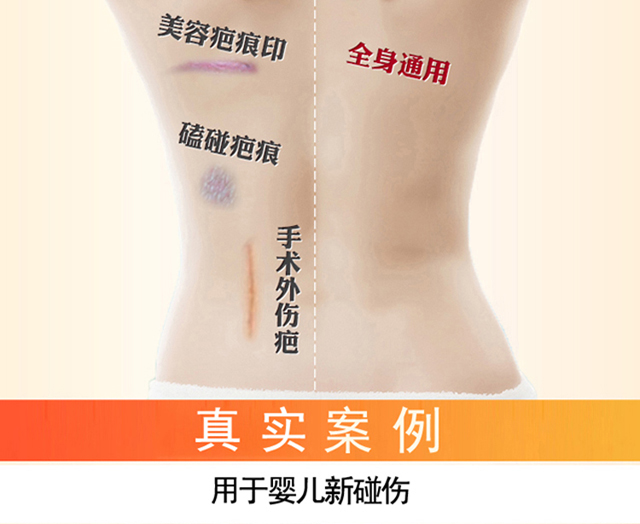 美容疤痕印
全身通用
磕碰疤痕
手术外伤疤
真实案例
用于婴儿新碰伤